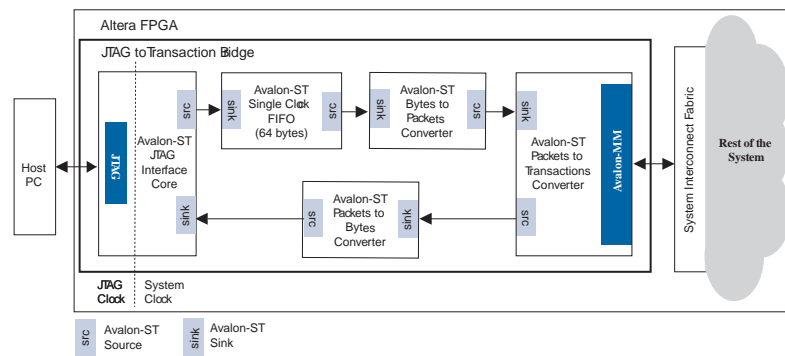 Altera FPGA
JTAG to Transaction Bridge
Host
PC
JTAG
Avalon-ST
JTAG
Interface
Core
src
sink
sink
Avalon-ST
Single Clock
FIFO
(64 bytes)
src
sink
Avalon-ST
Bytes to
Packets
Converter
src
sink
Avalon-ST
Packets to
Transactions
Converter
src
Avalon-MM
src
Avalon-ST
Packets to
Bytes
Converter
sink
System Interconnect Fabric
Rest of the
System
JTAG
Clock
System
Clock
src
Avalon-ST
Source
sink
Avalon-ST
Sink